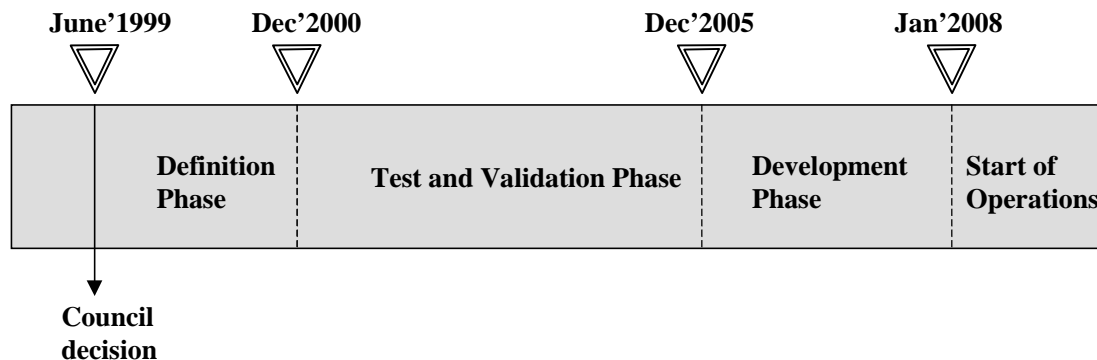 June’1999
Dec’2000
Dec’2005
Jan’2008
Definition
Phase
Test and Validation Phase
Development
Phase
Start of
Operations
Council
decision